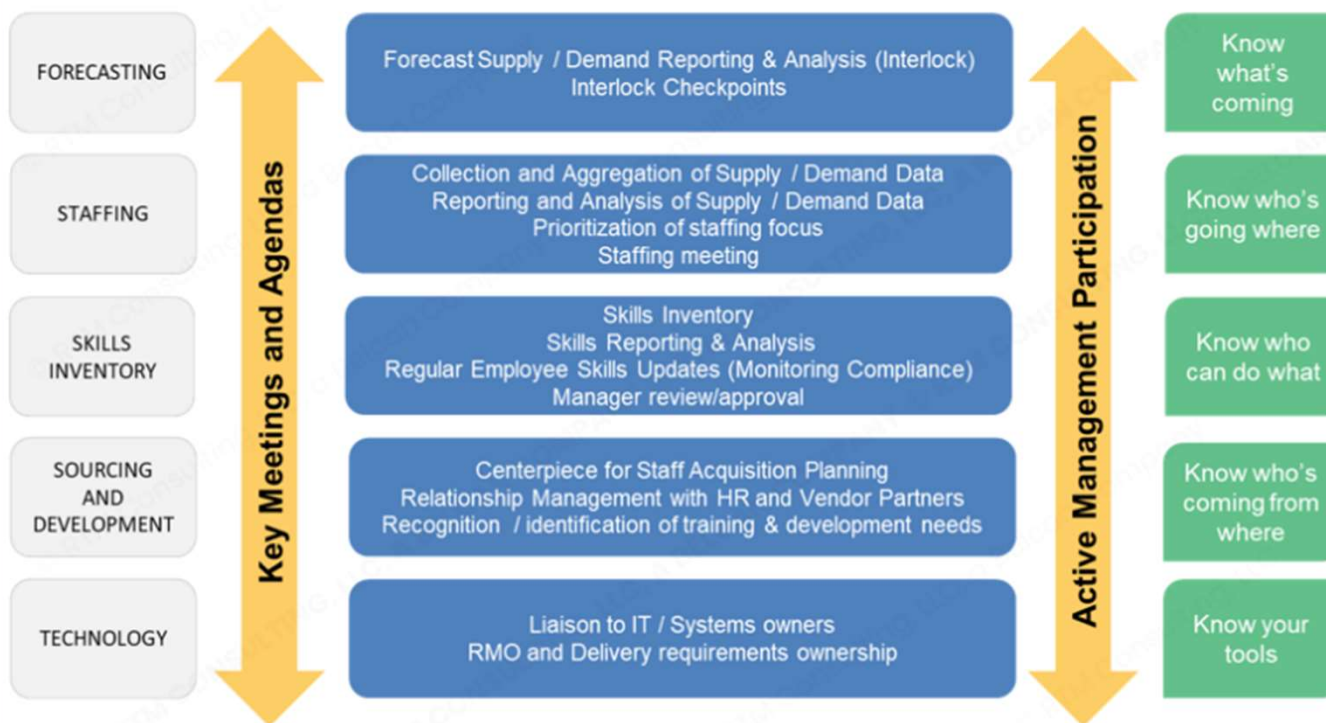 FORECASTING
Key Meetings and Agendas
Forecast Supply / Demand Reporting & Analysis (Interlock)
Interlock Checkpoints
Active Management Participation
Know
what's
coming
STAFFING
Collection and Aggregation of Supply / Demand Data
Reporting and Analysis of Supply / Demand Data
Prioritization of staffing focus
Staffing meeting
Know who's
going where
SKILLS
INVENTORY
Skills Inventory
Skills Reporting & Analysis
Regular Employee Skills Updates (Monitoring Compliance)
Manager review/approval
Know who
can do what
SOURCING
AND
DEVELOPMENT
Centerpiece for Staff Acquisition Planning
Relationship Management with HR and Vendor Partners
Recognition / identification of training & development needs
Know who's
coming from
where
TECHNOLOGY
Liaison to IT / Systems owners
RMO and Delivery requirements ownership
Know your
tools